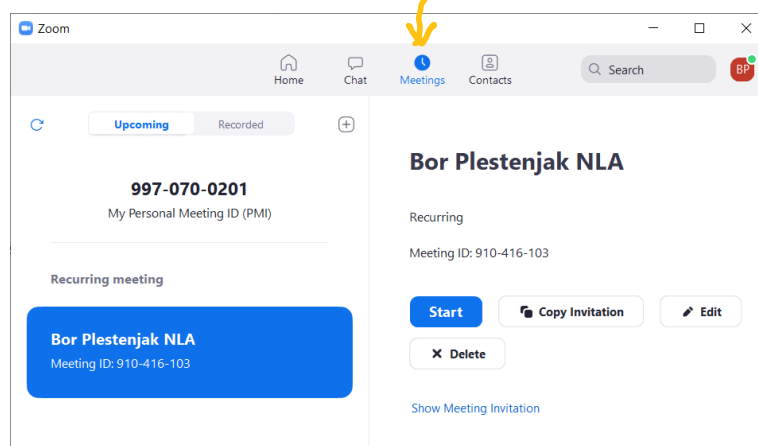 Zoom
Home
Chat
Meetings
Contacts
Search
BP
Upcoming
Recorded
997-070-0201
My Personal Meeting ID (PMI)
Recurring meeting
Bor Plestenjak NLA
Meeting ID: 910-416-103
Bor Plestenjak NLA
Recurring
Meeting ID: 910-416-103
Start
Copy Invitation
Edit
Delete
Show Meeting Invitation